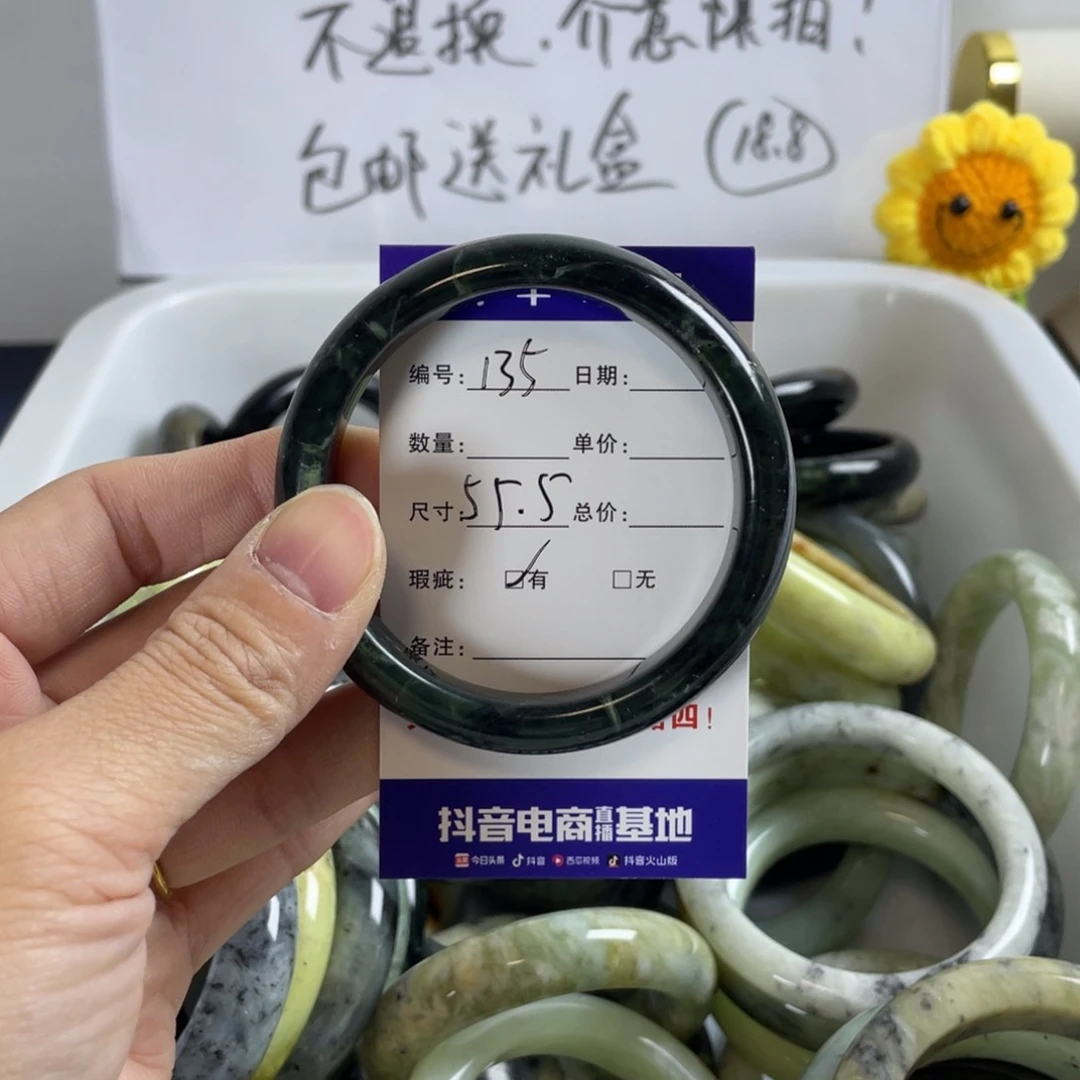 不退换．介意慎拍！
包邮送礼盒 18.8
编号：135 日期：
数量： 单价：
尺寸：55.5 总价：
瑕疵： ☑有 □无
备注：
四！
抖音电商直播基地
今日头条 抖音 西瓜视频 抖音火山版